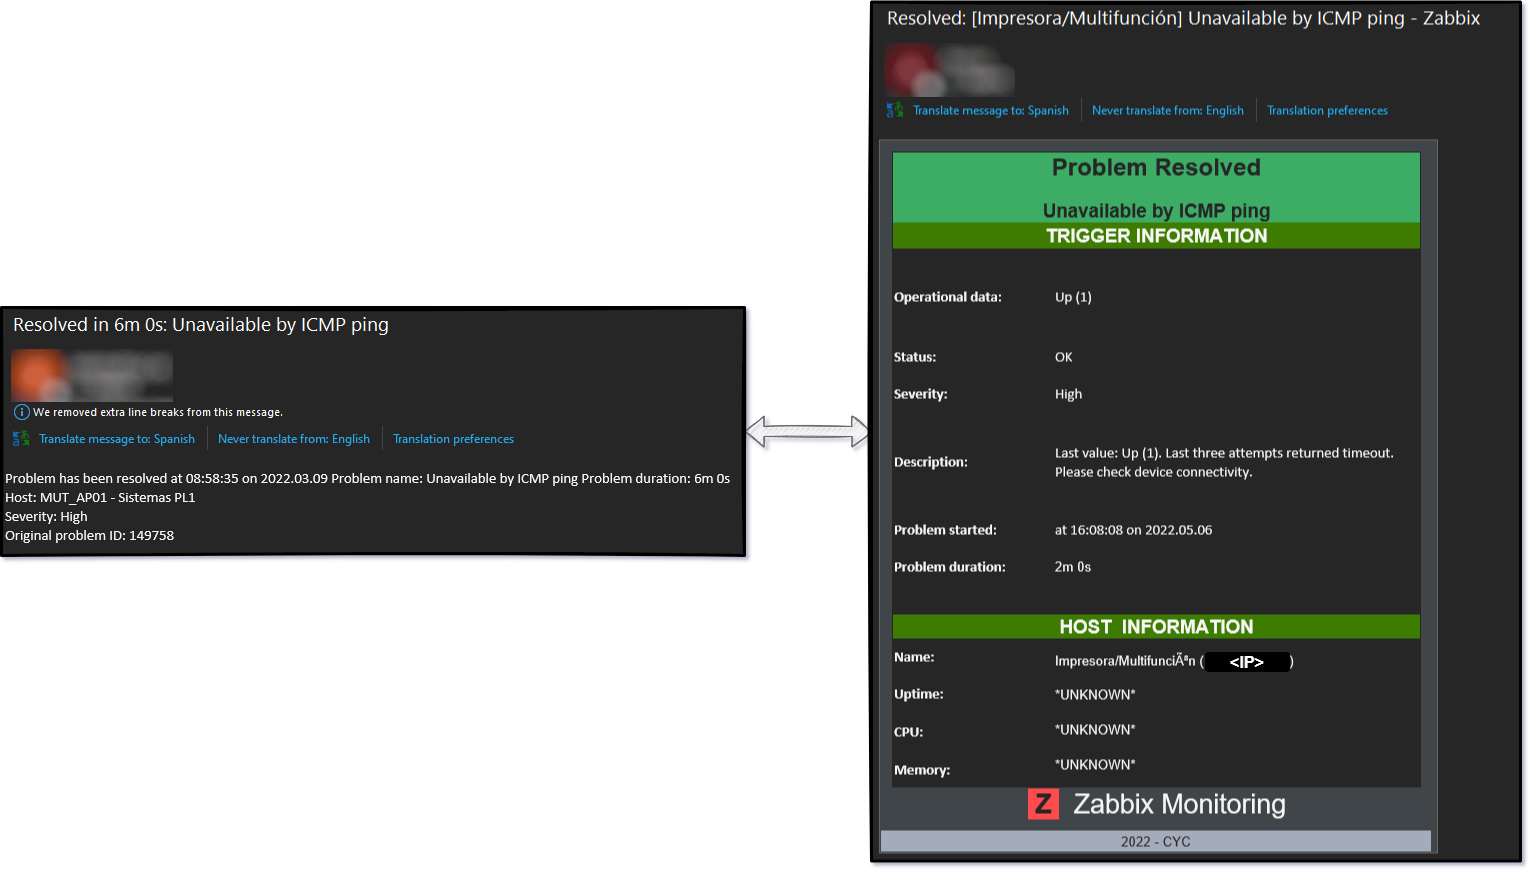 Resolved in 6m 0s: Unavailable by ICMP ping
We removed extra line breaks from this message.
Translate message to: Spanish
Never translate from: English
Translation preferences
Problem has been resolved at 08:58:35 on 2022.03.09 Problem name: Unavailable by ICMP ping Problem duration: 6m 0s
Host: MUT_AP01 - Sistemas PL1
Severity: High
Original problem ID: 149758
Resolved: [Impresora/Multifunción] Unavailable by ICMP ping - Zabbix
Translate message to: Spanish
Never translate from: English
Translation preferences
Problem Resolved
Unavailable by ICMP ping
TRIGGER INFORMATION
Operational data: Up (1)
Status: OK
Severity: High
Description: Last value: Up (1). Last three attempts returned timeout.
Please check device connectivity.
Problem started: at 16:08:08 on 2022.05.06
Problem duration: 2m 0s
HOST INFORMATION
Name: Impresora/MultifunciÃªn (<IP>)
Uptime: *UNKNOWN*
CPU: *UNKNOWN*
Memory: *UNKNOWN*
Z Zabbix Monitoring
2022 - CYC